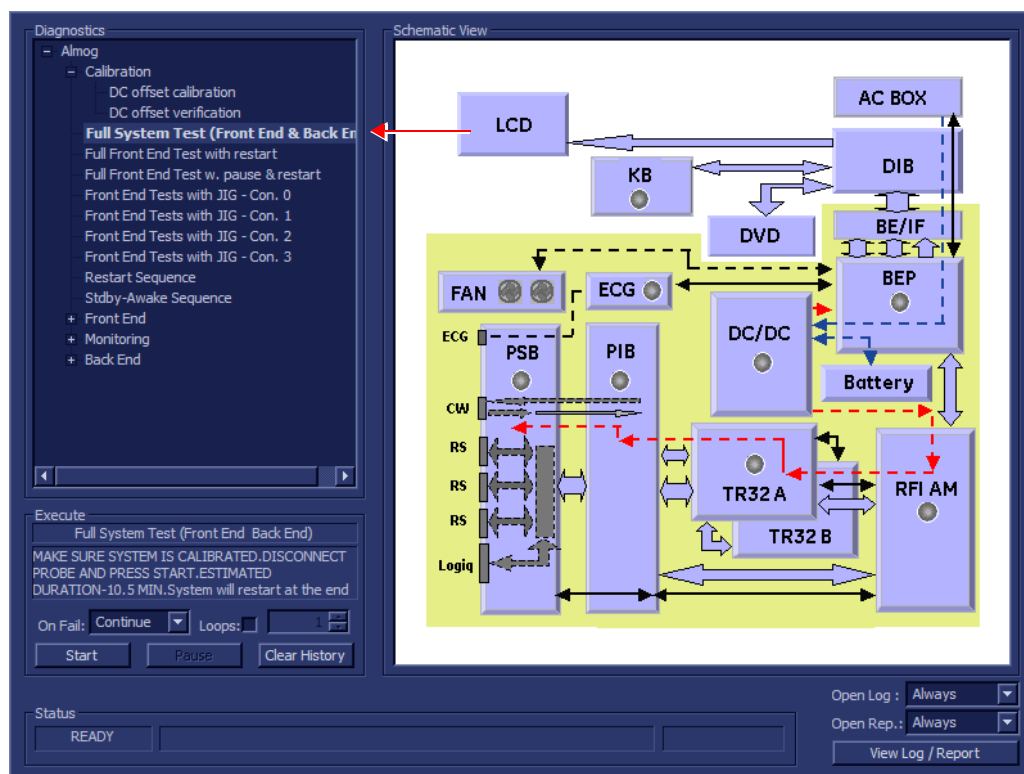 Diagnostics
Almog
Calibration
DC offset calibration
DC offset verification
Full System Test (Front End & Back En
Full Front End Test with restart
Full Front End Test w. pause & restart
Front End Tests with JIG - Con. 0
Front End Tests with JIG - Con. 1
Front End Tests with JIG - Con. 2
Front End Tests with JIG - Con. 3
Restart Sequence
Stdby-Awake Sequence
Front End
Monitoring
Back End
Execute
Full System Test (Front End Back End)
MAKE SURE SYSTEM IS CALIBRATED.DISCONNECT
PROBE AND PRESS START.ESTIMATED
DURATION-10.5 MIN.System will restart at the end
On Fail: Continue Loops: 1
Start Pause Clear History
Schematic View
AC BOX
LCD
DIB
KB
DVD
BE/IF
FAN
ECG
BEP
DC/DC
ECG
PSB
PIB
Battery
CW
RS
RS
RS
Logiq
TR32 A
TR32 B
RFI AM
Status
READY
Open Log : Always
Open Rep.: Always
View Log / Report